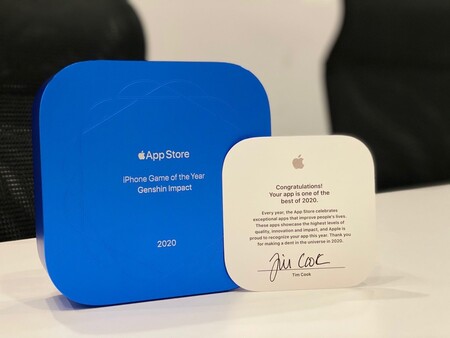 App Store
iPhone Game of the Year
Genshin Impact
2020
Congratulations!
Your app is one of the
best of 2020.
Every year, the App Store celebrates
exceptional apps that improve people's lives.
These apps showcase the highest levels of
quality, innovation and impact, and Apple is
proud to recognize your app this year. Thank you
for making a dent in the universe in 2020.
Tim Cook
Tim Cook